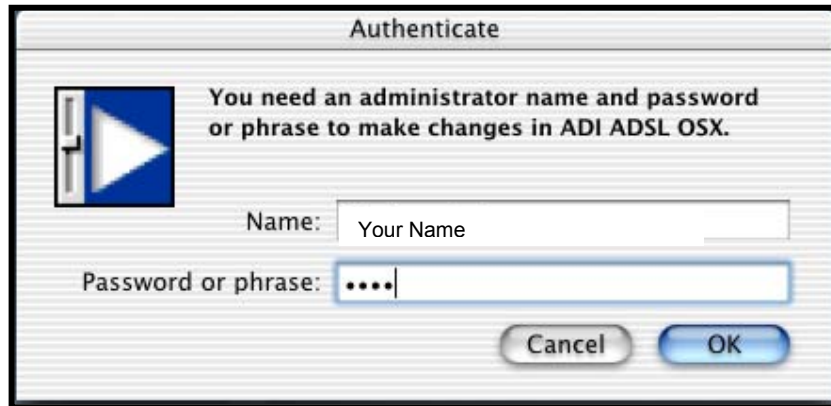 Authenticate
You need an administrator name and password
or phrase to make changes in ADI ADSL OSX.
Name: Your Name
Password or phrase: ••••
Cancel OK